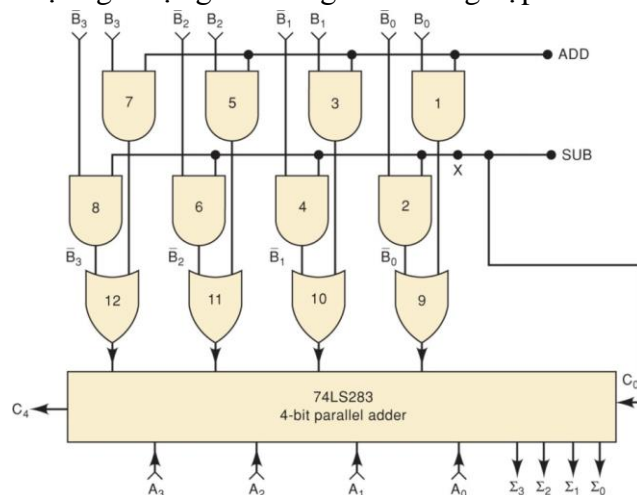 B̄₃ B₃ B̄₂ B₂ B̄₁ B₁ B̄₀ B₀
ADD
7 5 3 1
SUB
X
8 6 4 2
B̄₃ B̄₂ B̄₁ B̄₀
12 11 10 9
74LS283
4-bit parallel adder
C₀
C₄
A₃ A₂ A₁ A₀ Σ₃ Σ₂ Σ₁ Σ₀